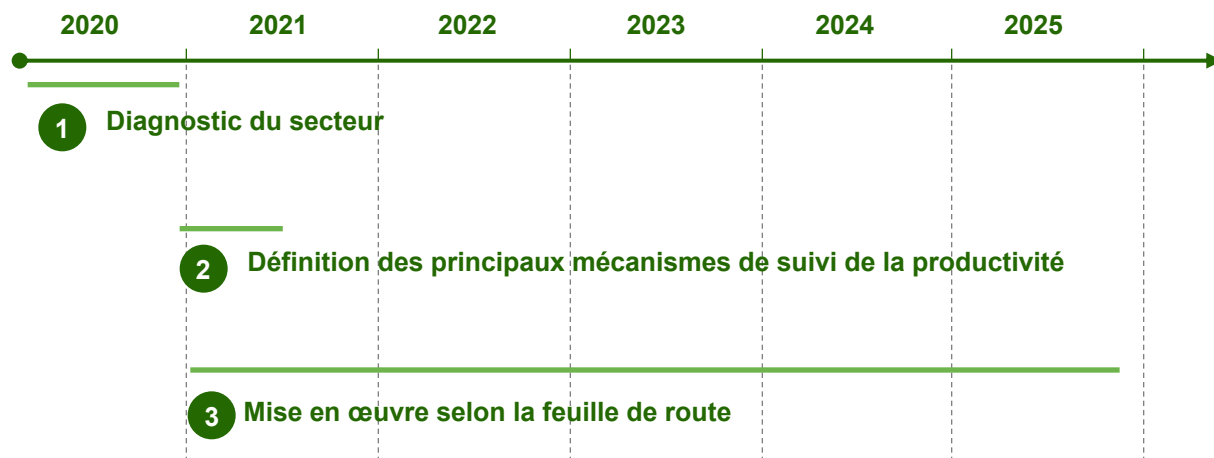 2020 2021 2022 2023 2024 2025
1 Diagnostic du secteur
2 Définition des principaux mécanismes de suivi de la productivité
3 Mise en œuvre selon la feuille de route